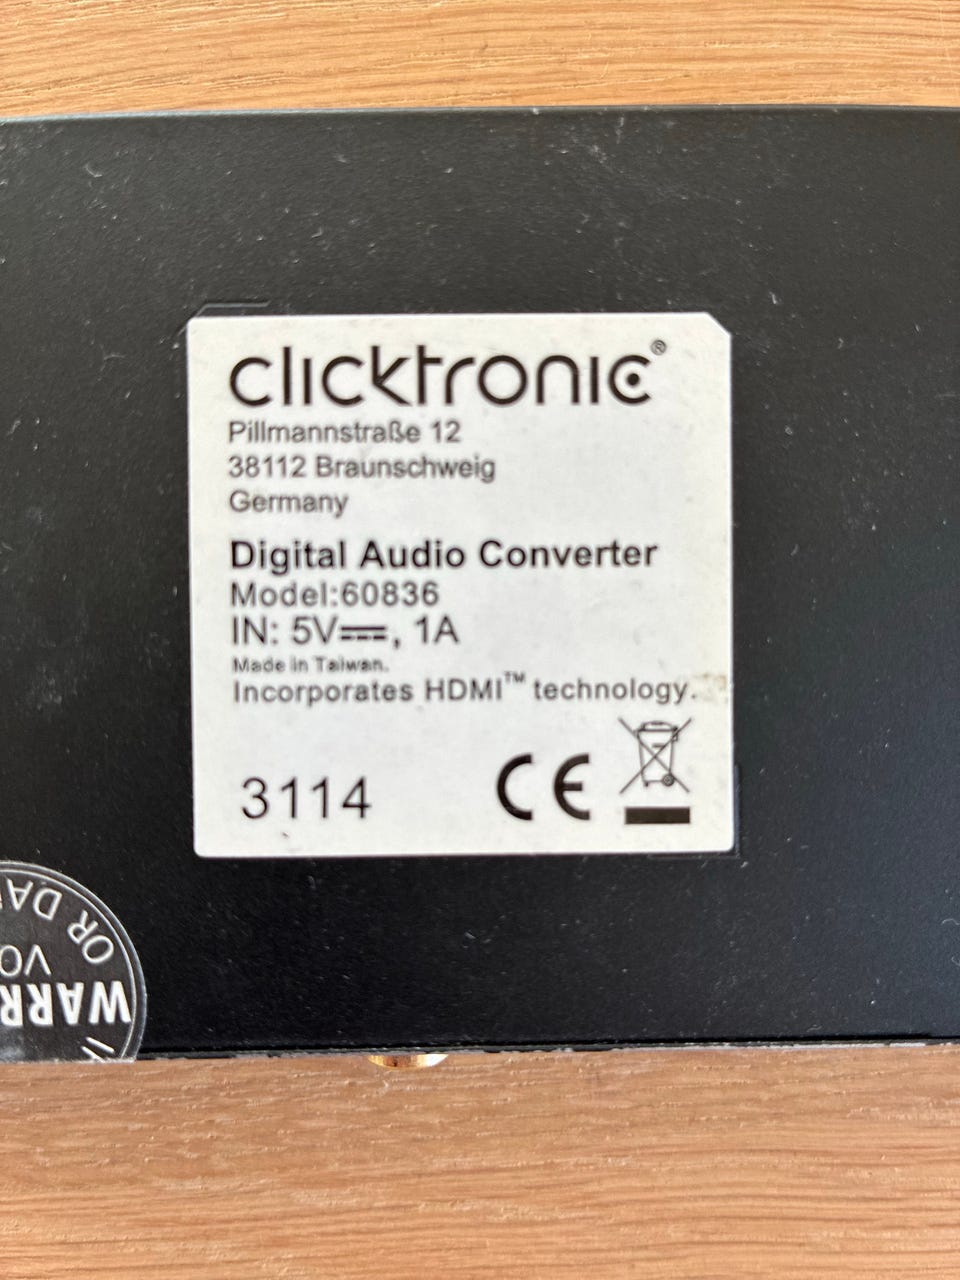 clicktronic®
Pillmannstraße 12
38112 Braunschweig
Germany
Digital Audio Converter
Model:60836
IN: 5V⎓, 1A
Made in Taiwan.
Incorporates HDMI™ technology.
3114 CE
OR